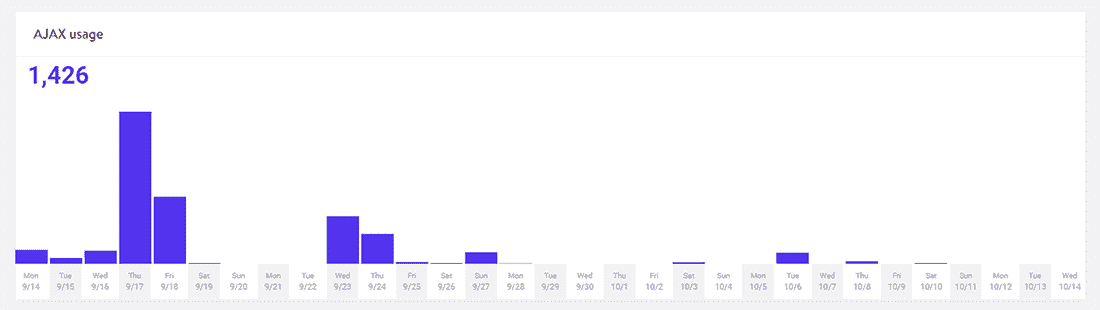 AJAX usage
1,426
Mon Tue Wed Thu Fri Sat Sun Mon Tue Wed Thu Fri Sat Sun Mon Tue Wed Thu Fri Sat Sun Mon Tue Wed Thu Fri Sat Sun Mon Tue Wed
9/14 9/15 9/16 9/17 9/18 9/19 9/20 9/21 9/22 9/23 9/24 9/25 9/26 9/27 9/28 9/29 9/30 10/1 10/2 10/3 10/4 10/5 10/6 10/7 10/8 10/9 10/10 10/11 10/12 10/13 10/14